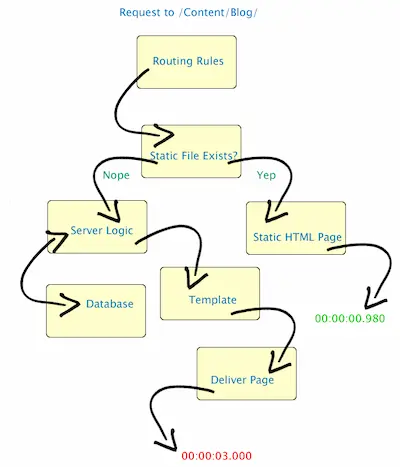 Request to /Content/Blog/
Routing Rules
Static File Exists?
Nope
Yep
Server Logic
Static HTML Page
Database
Template
00:00:00.980
Deliver Page
00:00:03.000